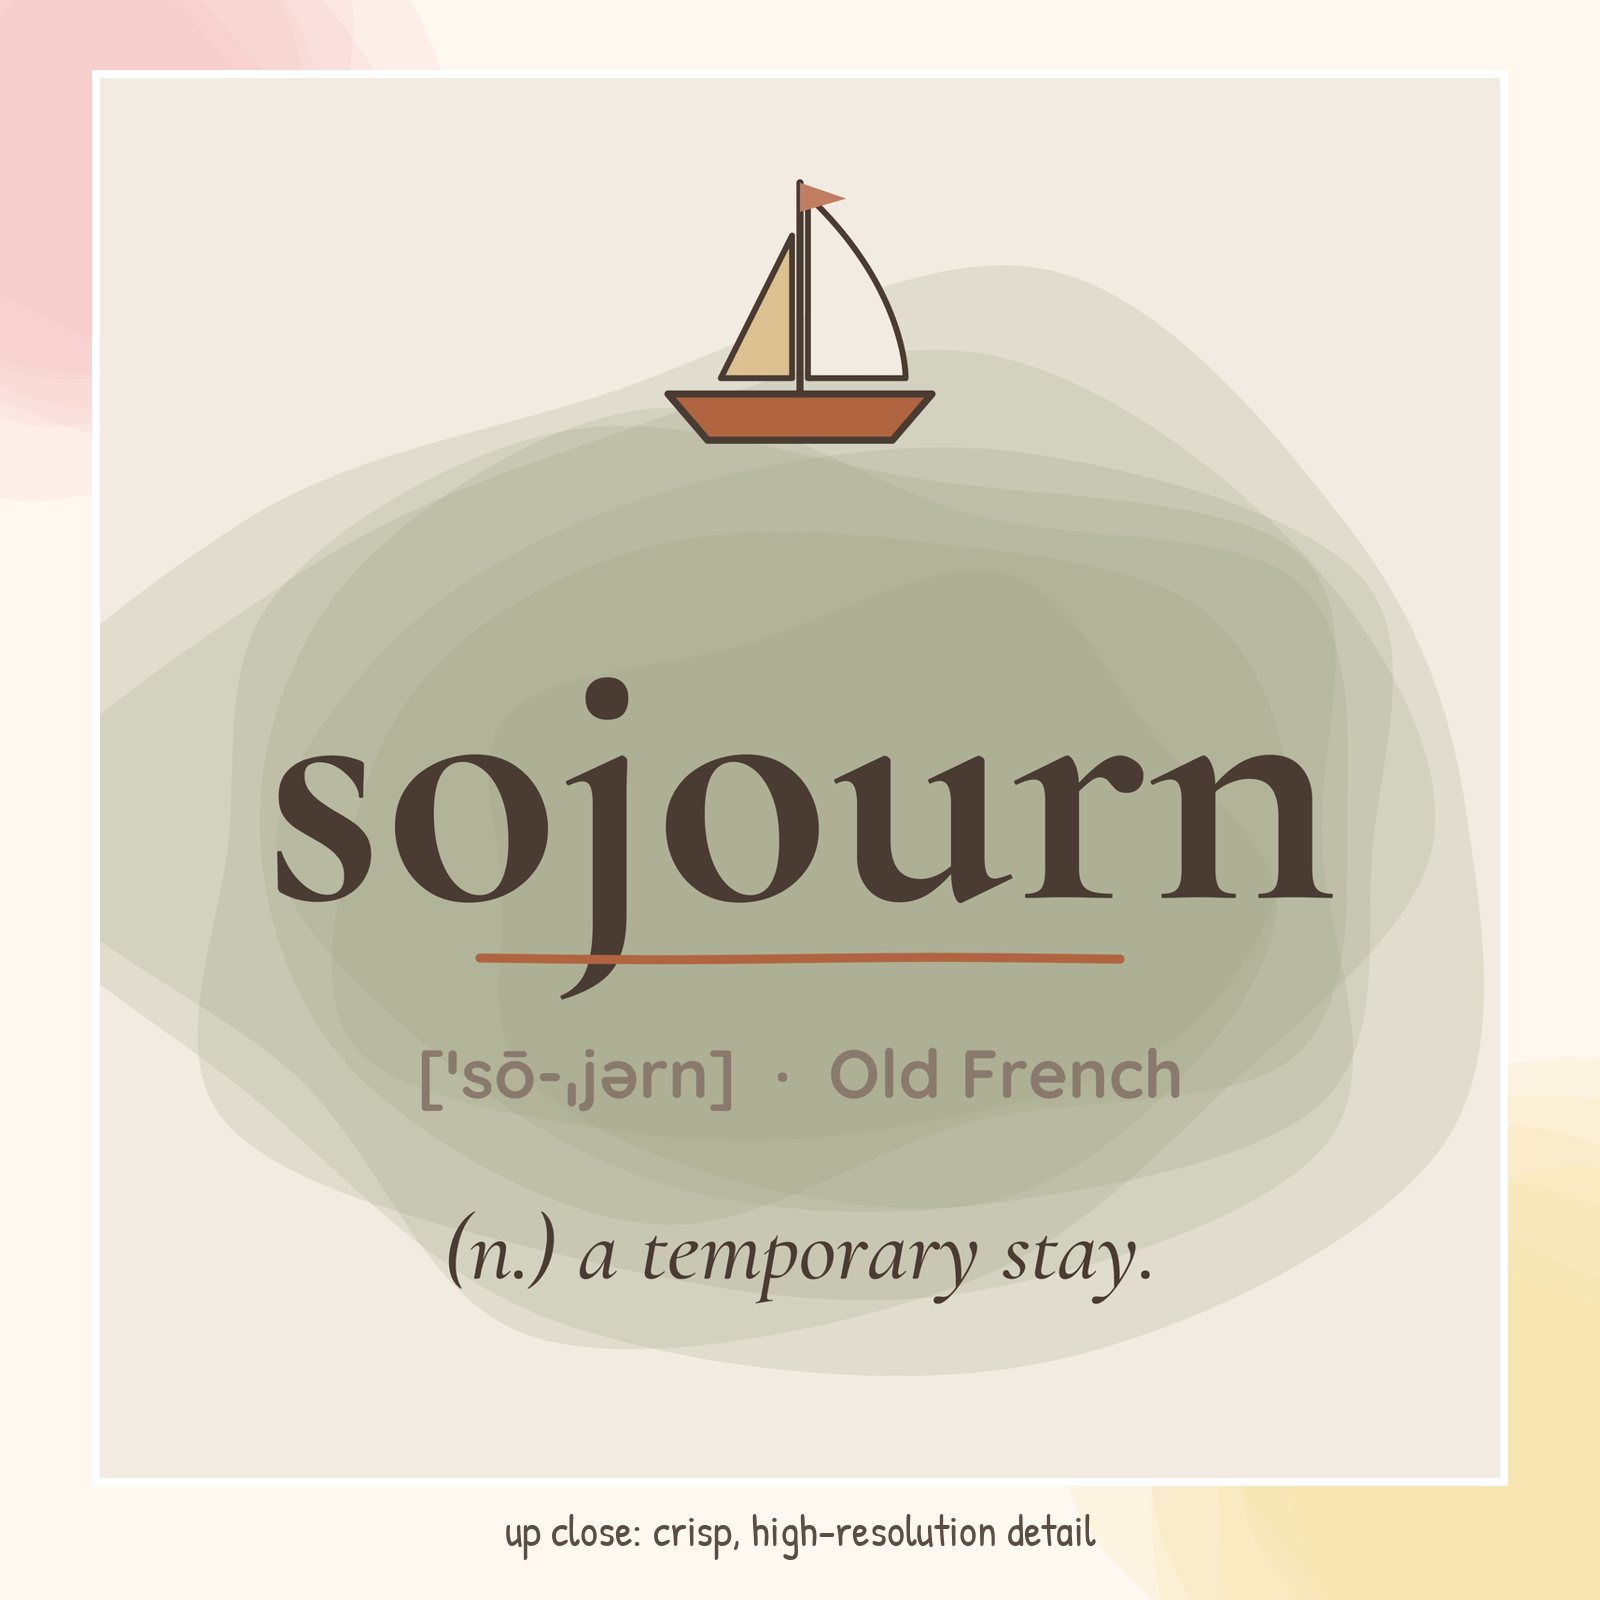 sojourn
[ˈsō-ˌjərn] · Old French
(n.) a temporary stay.
up close: crisp, high-resolution detail